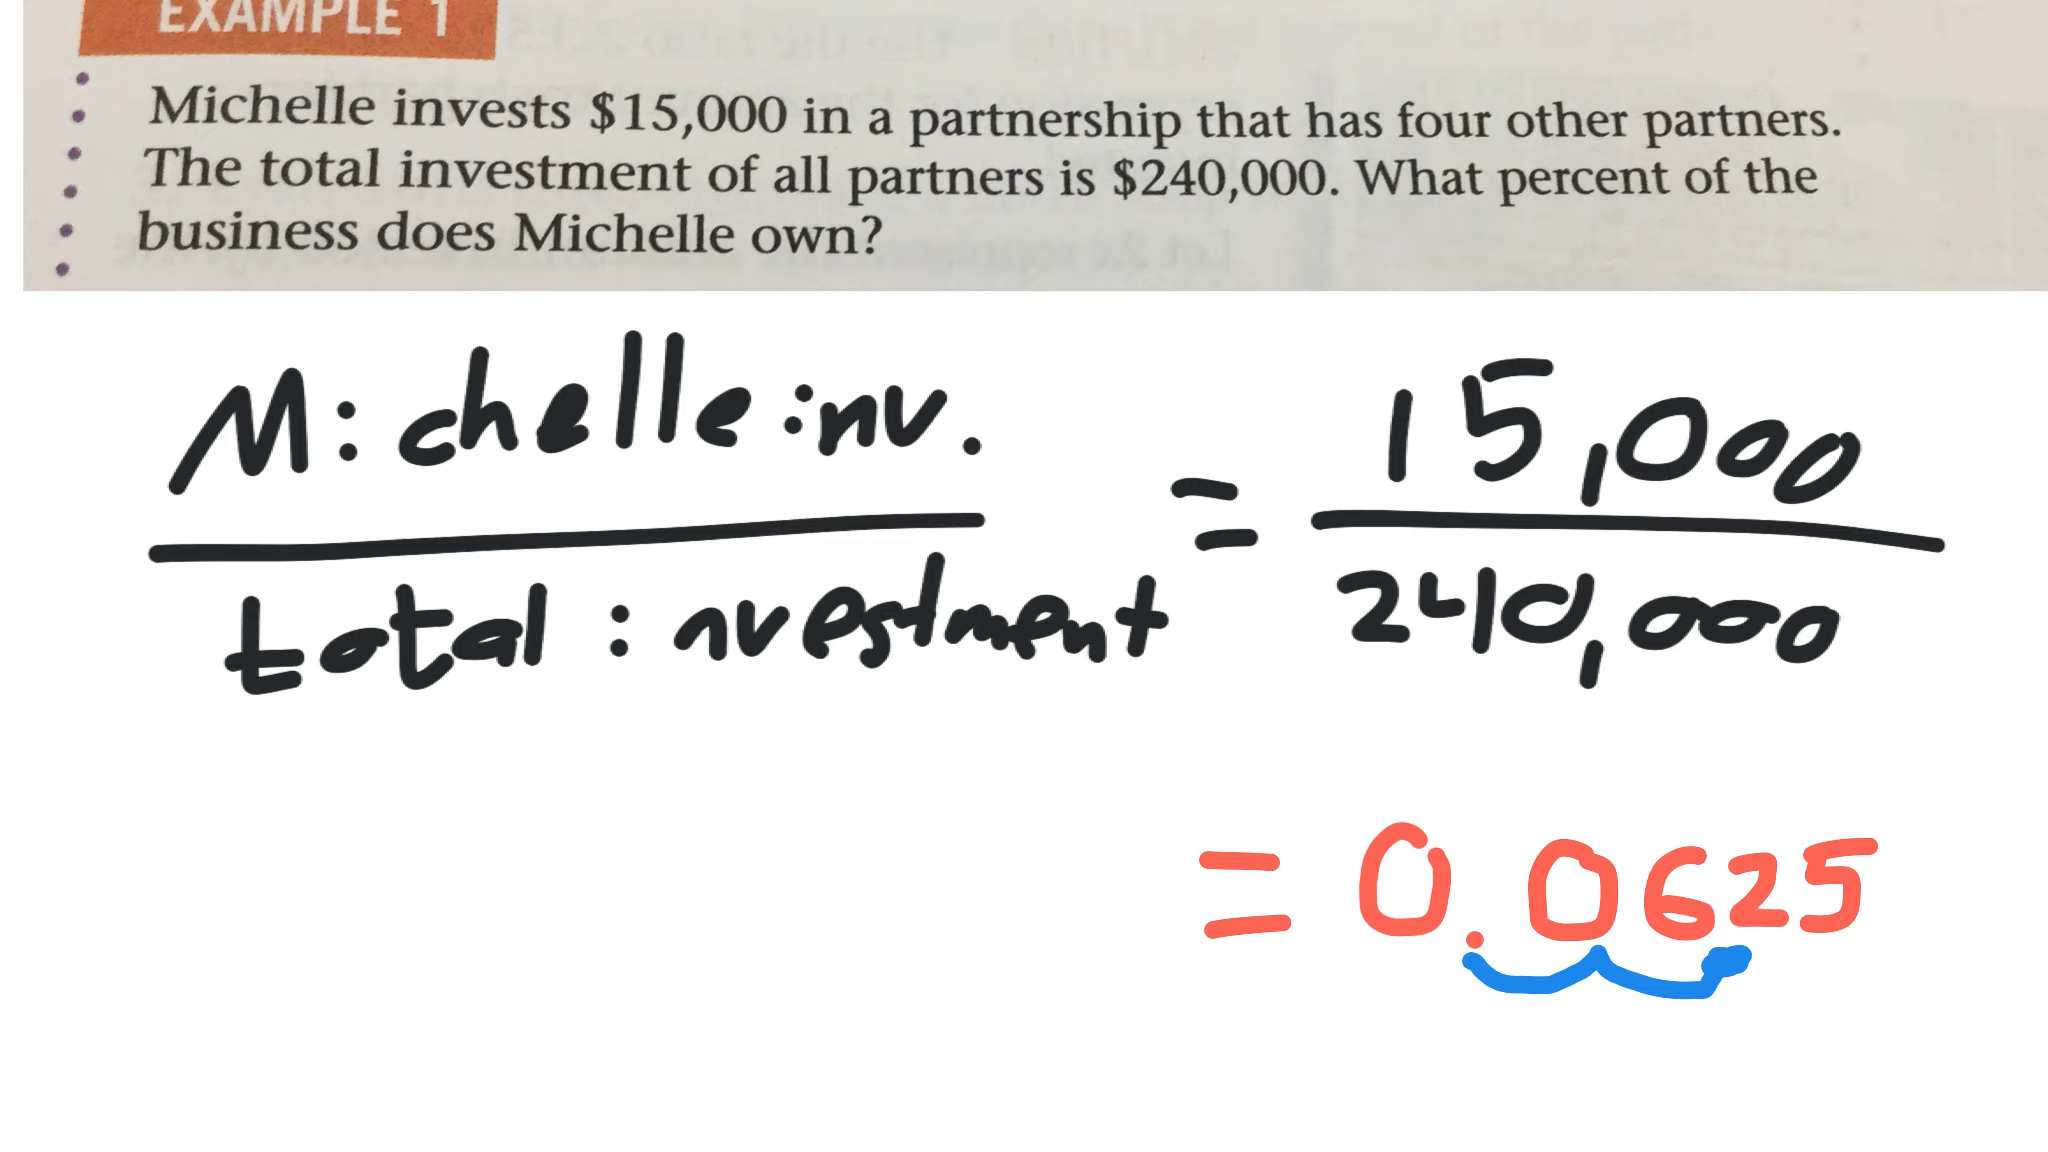 EXAMPLE 1
Michelle invests $15,000 in a partnership that has four other partners.
The total investment of all partners is $240,000. What percent of the
business does Michelle own?
Michelle inv. = 15,000
total investment 240,000
= 0.0625